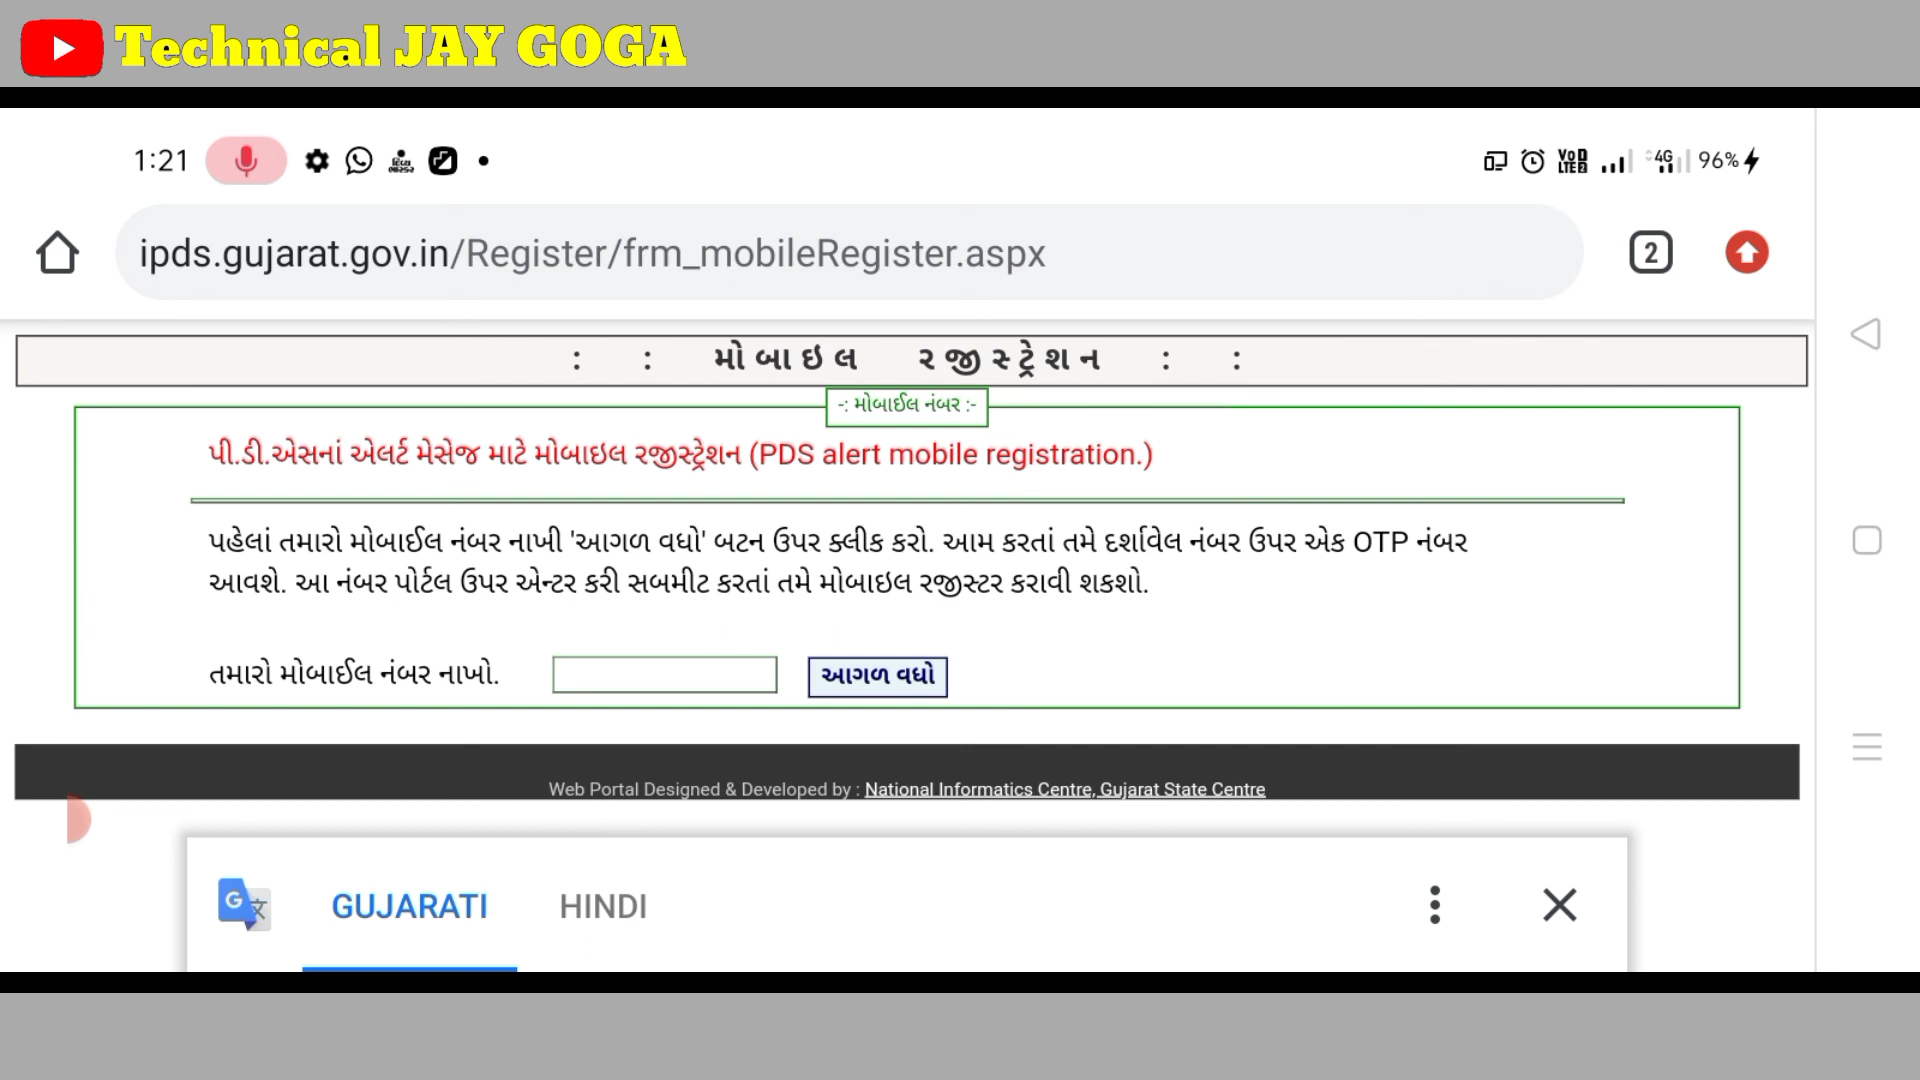 Technical JAY GOGA
1:21
VoD LTE2 4G 96%
ipds.gujarat.gov.in/Register/frm_mobileRegister.aspx
2
: : મોબાઇલ રજીસ્ટ્રેશન : :
-: મોબાઈલ નંબર :-
પી.ડી.એસનાં એલર્ટ મેસેજ માટે મોબાઇલ રજીસ્ટ્રેશન (PDS alert mobile registration.)
પહેલાં તમારો મોબાઈલ નંબર નાખી 'આગળ વધો' બટન ઉપર ક્લીક કરો. આમ કરતાં તમે દર્શાવેલ નંબર ઉપર એક OTP નંબર
આવશે. આ નંબર પોર્ટલ ઉપર એન્ટર કરી સબમીટ કરતાં તમે મોબાઇલ રજીસ્ટર કરાવી શકશો.
તમારો મોબાઈલ નંબર નાખો. આગળ વધો
Web Portal Designed & Developed by : National Informatics Centre, Gujarat State Centre
GUJARATI HINDI